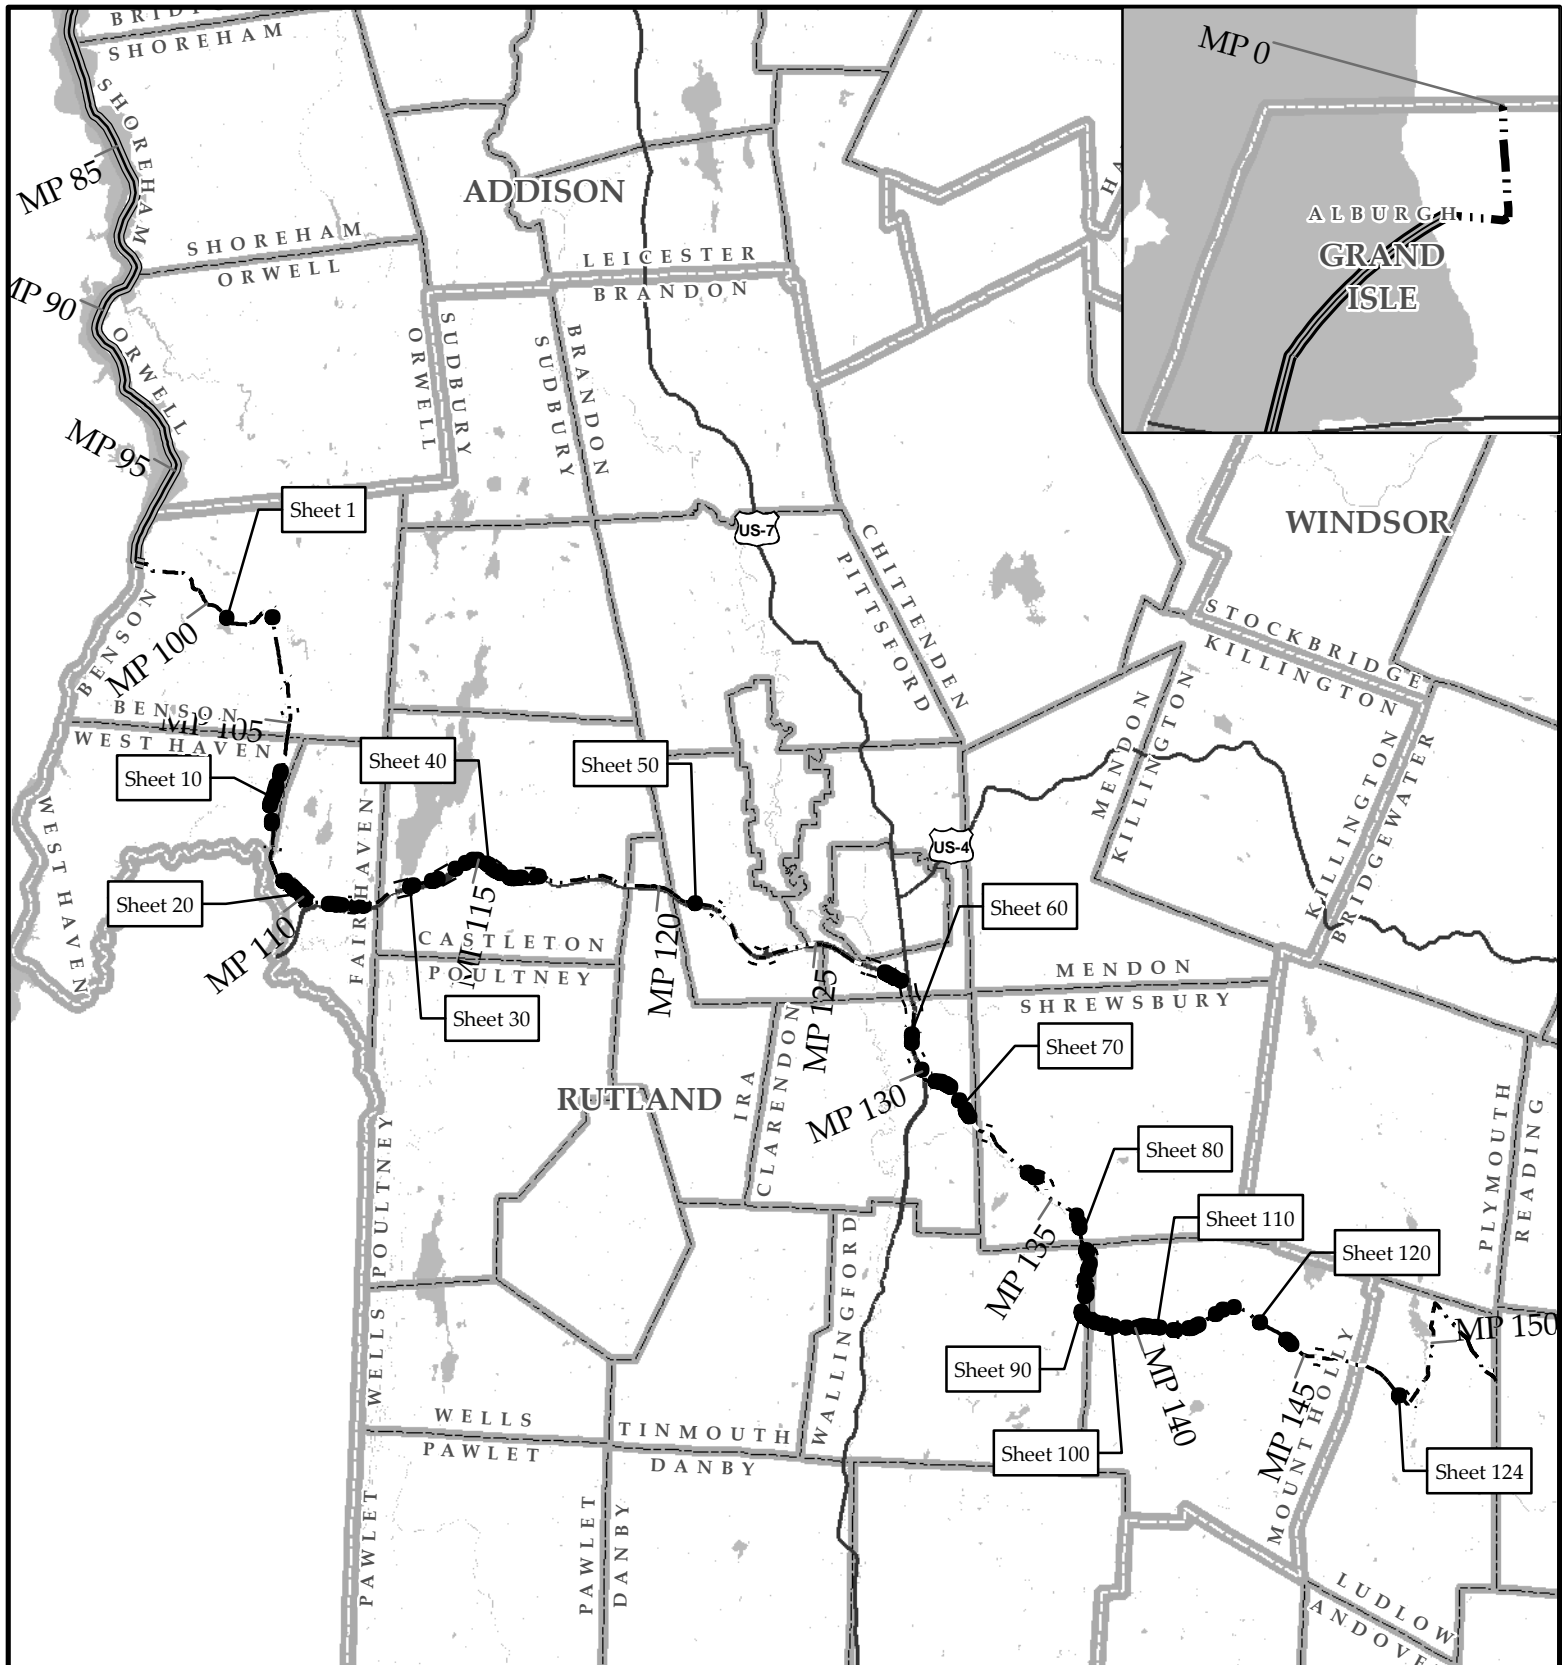 SHOREHAM
MP 0
SHOREHAM
MP 85
ADDISON
ALBURGH
GRAND
ISLE
SHOREHAM
ORWELL
LEICESTER
BRANDON
MP 90
ORWELL
ORWELL
SUDBURY
SUDBURY
BRANDON
MP 95
Sheet 1
US-7
WINDSOR
CHITTENDEN
PITTSFORD
STOCKBRIDGE
KILLINGTON
BENSON
MP 100
BENSON
MP 105
WEST HAVEN
MENDON
KILLINGTON
KILLINGTON
BRIDGEWATER
Sheet 10
Sheet 40
Sheet 50
US-4
WEST HAVEN
FAIR HAVEN
Sheet 20
Sheet 60
MP 110
CASTLETON
POULTNEY
MP 115
MP 120
MP 125
MENDON
SHREWSBURY
Sheet 30
Sheet 70
RUTLAND
IRA
CLARENDON
MP 130
PLYMOUTH
READING
POULTNEY
WELLS
Sheet 80
Sheet 110
Sheet 120
MP 135
WALLINGFORD
MP 150
Sheet 90
MP 140
MP 145
MOUNT HOLLY
WELLS
PAWLET
TINMOUTH
DANBY
Sheet 100
Sheet 124
PAWLET
PAWLET
DANBY
LUDLOW